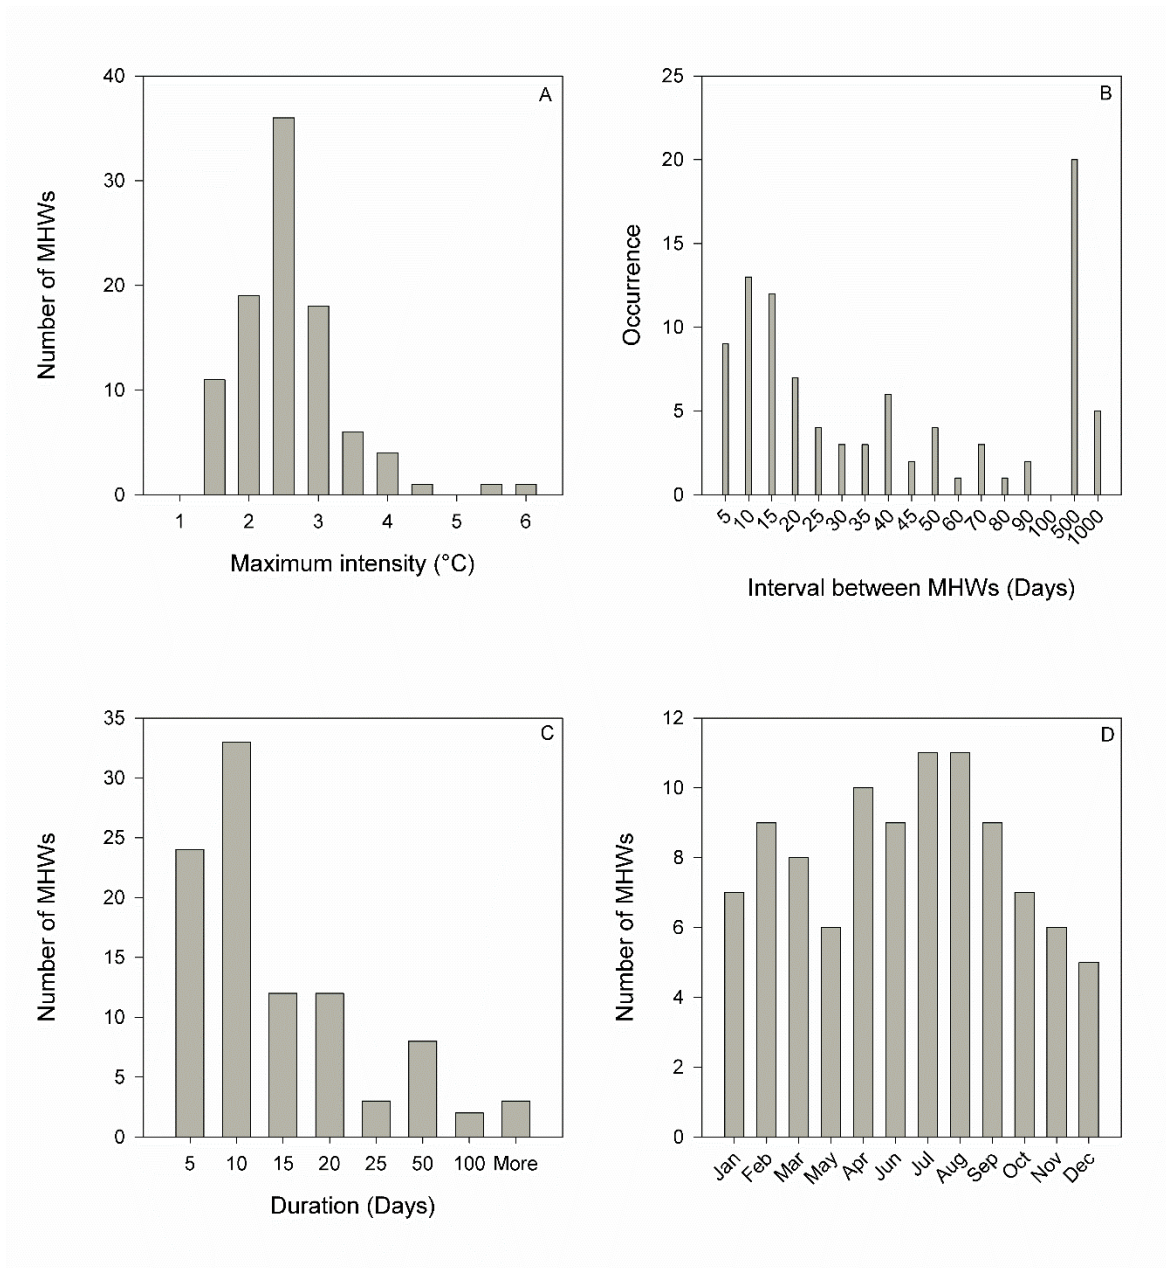 A
Number of MHWs
40
30
20
10
0
1 2 3 4 5 6
Maximum intensity (°C)
B
Occurrence
25
20
15
10
5
0
5 10 15 20 25 30 35 40 45 50 60 70 80 90 100 500 1000
Interval between MHWs (Days)
C
Number of MHWs
35
30
25
20
15
10
5
0
5 10 15 20 25 50 100 More
Duration (Days)
D
Number of MHWs
12
10
8
6
4
2
0
Jan Feb Mar May Apr Jun Jul Aug Sep Oct Nov Dec